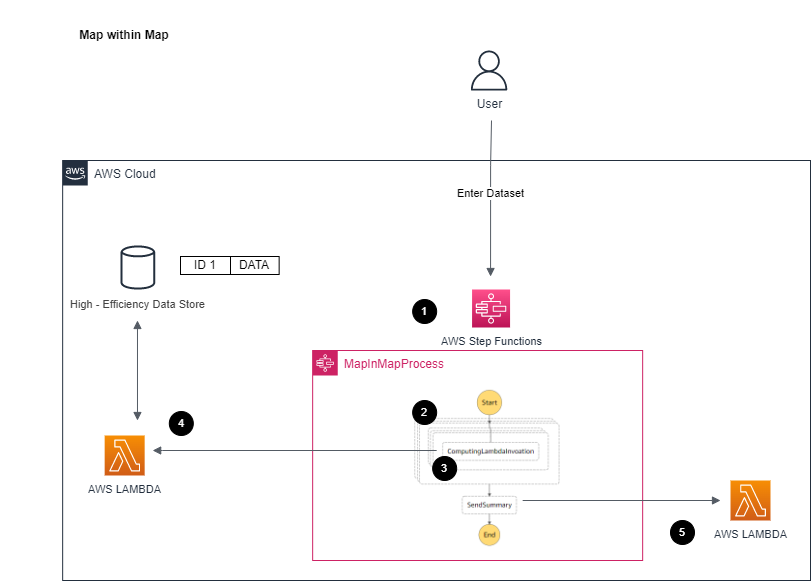 Map within Map
User
aws
AWS Cloud
Enter Dataset
ID 1
DATA
High - Efficiency Data Store
1
AWS Step Functions
MapInMapProcess
Start
2
4
ComputingLambdaInvoation
3
AWS LAMBDA
SendSummary
5
AWS LAMBDA
End